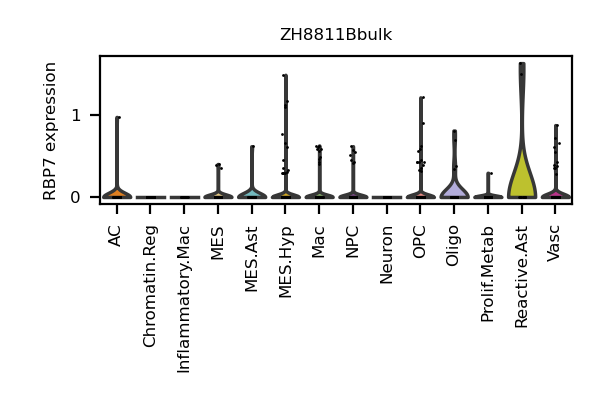 ZH8811Bbulk
RBP7 expression
1
0
AC
Chromatin.Reg
Inflammatory.Mac
MES
MES.Ast
MES.Hyp
Mac
NPC
Neuron
OPC
Oligo
Prolif.Metab
Reactive.Ast
Vasc